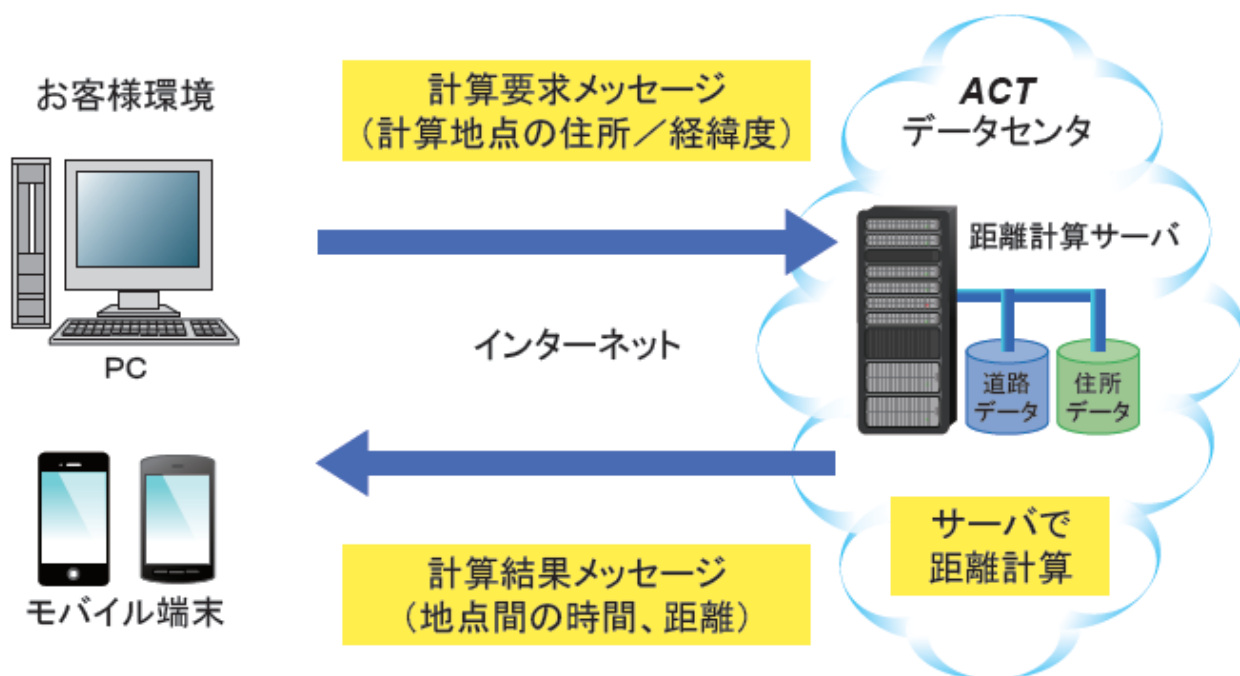 お客様環境
計算要求メッセージ
（計算地点の住所／経緯度）
ACT
データセンタ
距離計算サーバ
PC
インターネット
道路
データ
住所
データ
モバイル端末
計算結果メッセージ
（地点間の時間、距離）
サーバで
距離計算